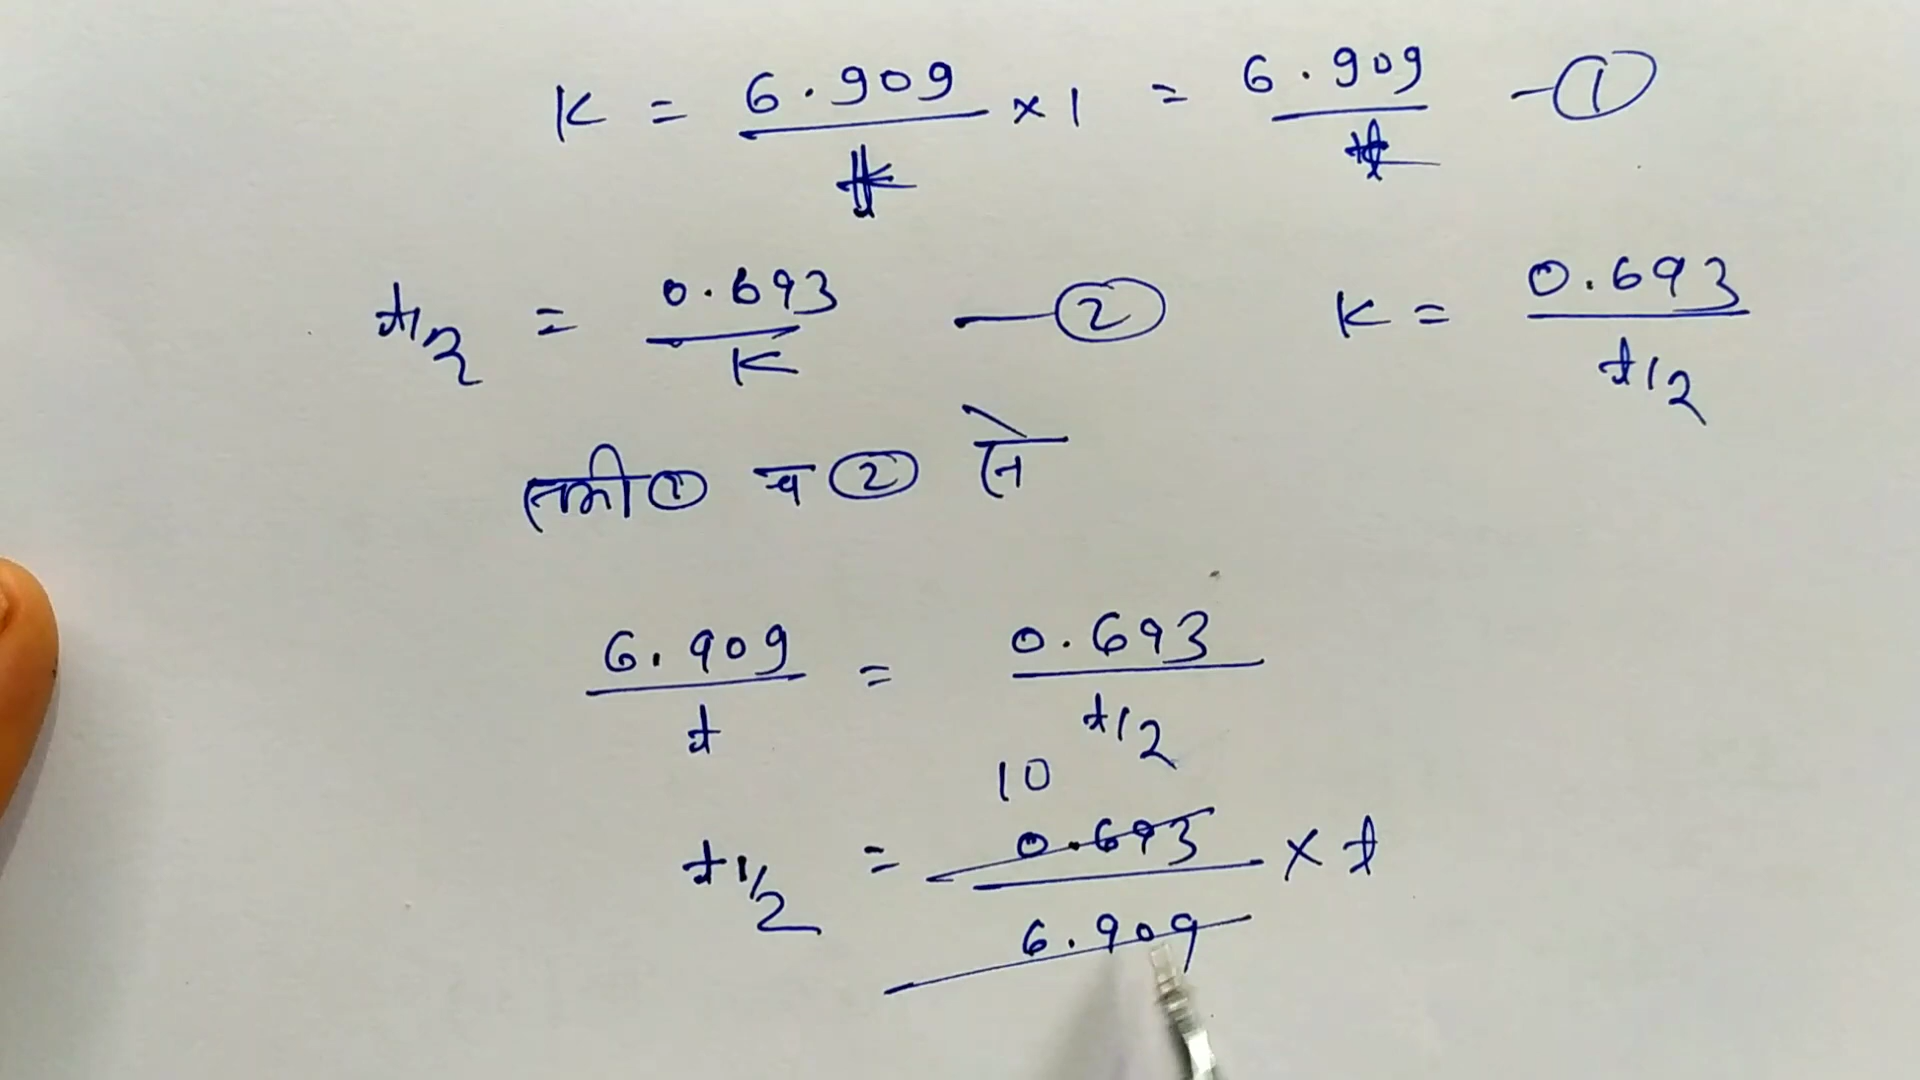 K = 6.909 / t × 1 = 6.909 / t - ①
t1/2 = 0.693 / K — ② K = 0.693 / t1/2
समी ① व ② से
6.909 / t = 0.693 / t1/2
10
t1/2 = 0.693 / 6.909 × t